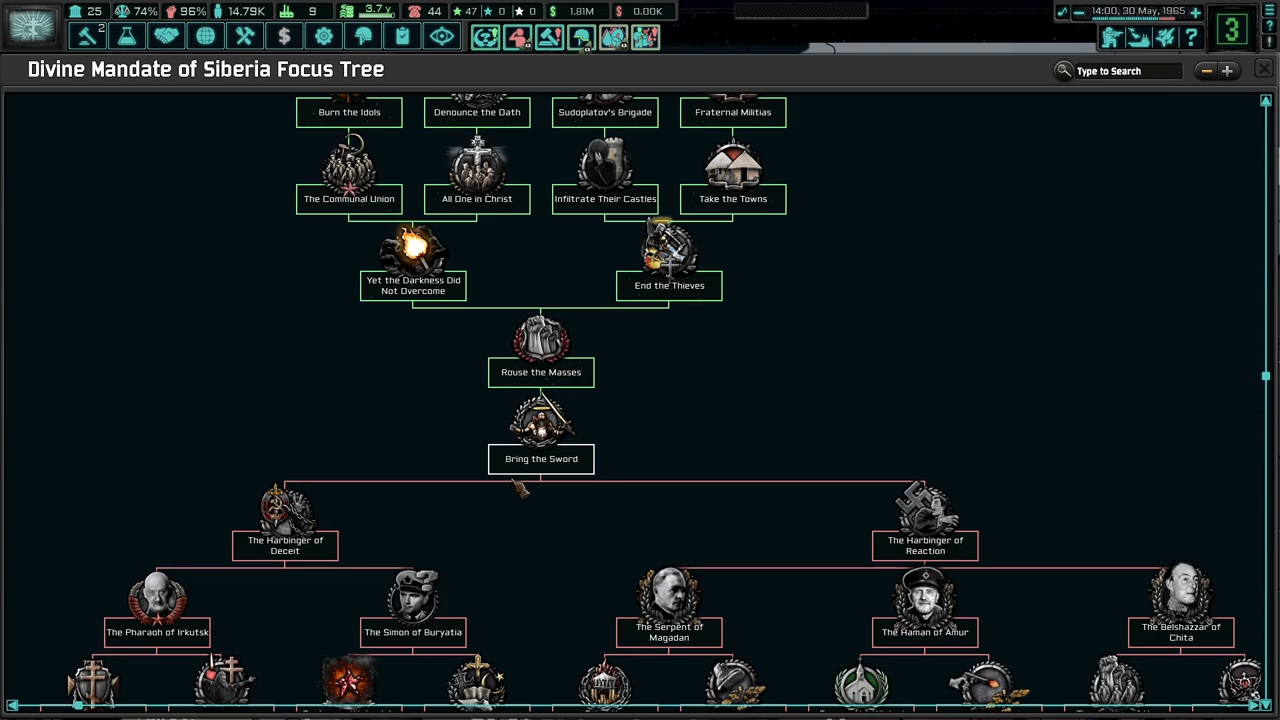 25
74%
96%
14.79K
9
3.7 y
44
47
0
0
1.81M
0.00K
14:00, 30 May, 1965
3
2
Divine Mandate of Siberia Focus Tree
Type to Search
Burn the Idols
Denounce the Oath
Sudoplatov's Brigade
Fraternal Militias
The Communal Union
All One in Christ
Infiltrate Their Castles
Take the Towns
Yet the Darkness Did
Not Overcome
End the Thieves
Rouse the Masses
Bring the Sword
The Harbinger of
Deceit
The Harbinger of
Reaction
The Pharaoh of Irkutsk
The Simon of Buryatia
The Serpent of
Magadan
The Haman of Amur
The Belshazzar of
Chita